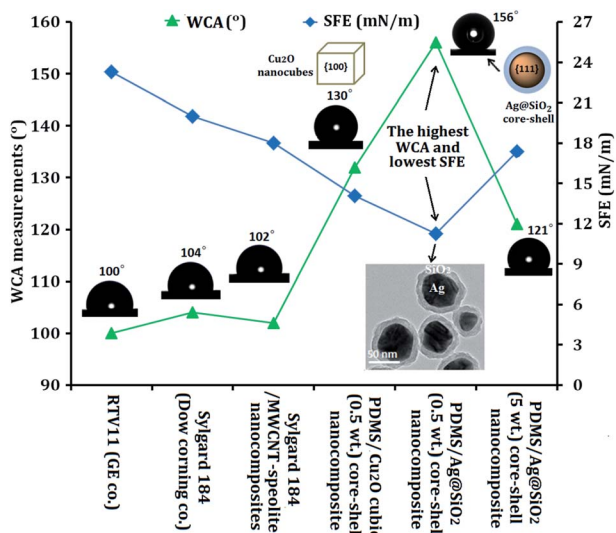 WCA (°)
SFE (mN/m)
160
150
140
130
120
110
100
90
WCA measurements (°)
27
24
21
18
15
12
9
6
3
0
SFE (mN/m)
Cu2O
nanocubes
{100}
130°
156°
{111}
Ag@SiO2
core-shell
The highest
WCA and
lowest SFE
100°
104°
102°
121°
SiO2
Ag
50 nm
RTV11 (GE co.)
Sylgard 184
(Dow corning co.)
Sylgard 184
/MWCNT-speolite
nanocomposites
PDMS/Cu2O cubic
(0.5 wt.) core-shell
nanocomposite
PDMS/Ag@SiO2
(0.5 wt.) core-shell
nanocomposite
PDMS/Ag@SiO2
(5 wt.) core-shell
nanocomposite